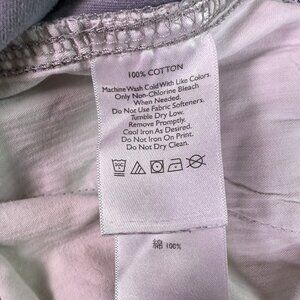 100% COTTON
Machine Wash Cold With Like Colors.
Only Non-Chlorine Bleach
When Needed.
Do Not Use Fabric Softeners.
Tumble Dry Low.
Remove Promptly.
Cool Iron As Desired.
Do Not Iron On Print.
Do Not Dry Clean.
綿 100%